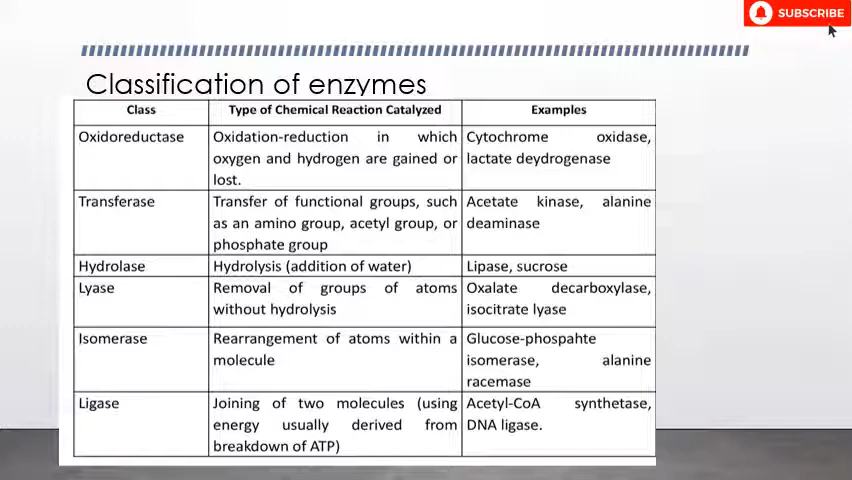 SUBSCRIBE
Classification of enzymes
Class Type of Chemical Reaction Catalyzed Examples
Oxidoreductase Oxidation-reduction in which Cytochrome oxidase,
oxygen and hydrogen are gained or lactate deydrogenase
lost.
Transferase Transfer of functional groups, such Acetate kinase, alanine
as an amino group, acetyl group, or deaminase
phosphate group
Hydrolase Hydrolysis (addition of water) Lipase, sucrose
Lyase Removal of groups of atoms Oxalate decarboxylase,
without hydrolysis isocitrate lyase
Isomerase Rearrangement of atoms within a Glucose-phospahte
molecule isomerase, alanine
racemase
Ligase Joining of two molecules (using Acetyl-CoA synthetase,
energy usually derived from DNA ligase.
breakdown of ATP)